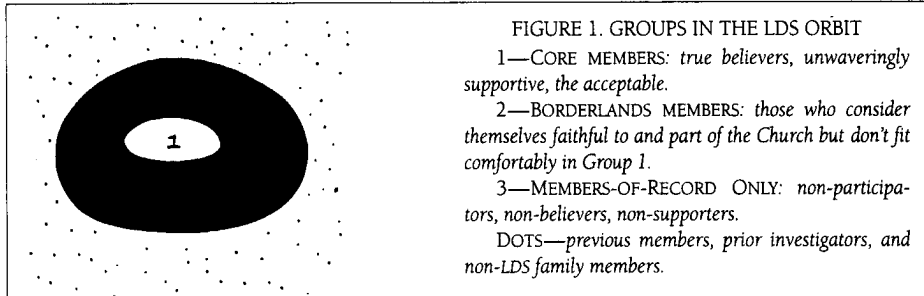 1
FIGURE 1. GROUPS IN THE LDS ORBIT
1—CORE MEMBERS: true believers, unwaveringly
supportive, the acceptable.
2—BORDERLANDS MEMBERS: those who consider
themselves faithful to and part of the Church but don't fit
comfortably in Group 1.
3—MEMBERS-OF-RECORD ONLY: non-participa-
tors, non-believers, non-supporters.
DOTS—previous members, prior investigators, and
non-LDS family members.